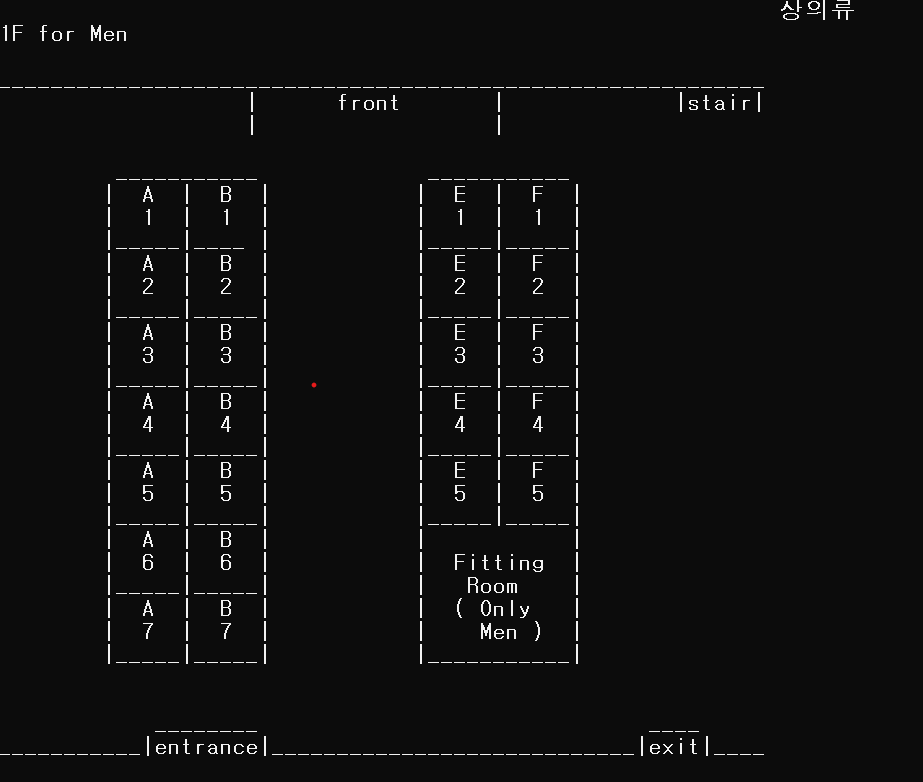 상의류
1F for Men
front
stair
A B E F
1 1 1 1
A B E F
2 2 2 2
A B E F
3 3 3 3
A B E F
4 4 4 4
A B E F
5 5 5 5
A B
6 6 Fitting
Room
A B ( Only
7 7 Men )
entrance exit